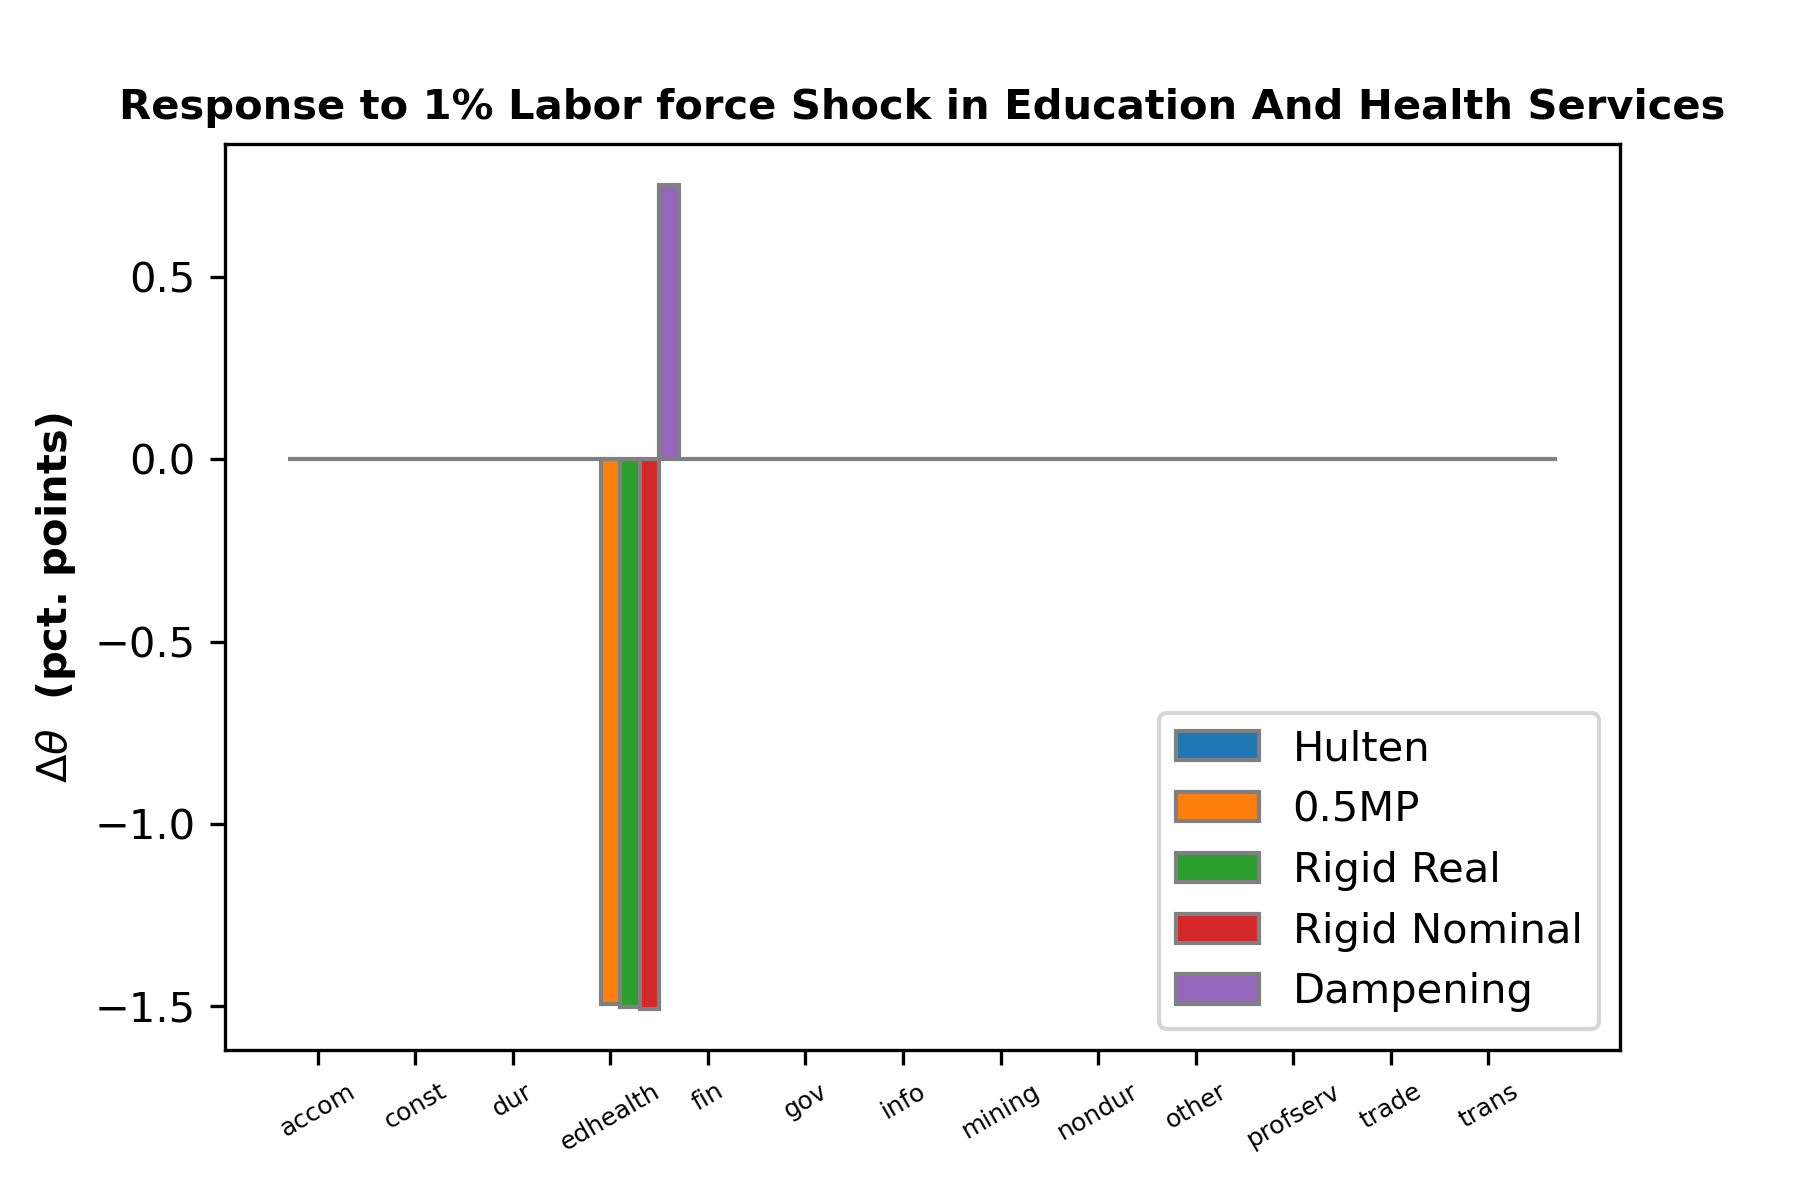 Response to 1% Labor force Shock in Education And Health Services
Δθ (pct. points)
0.5
0.0
−0.5
−1.0
−1.5
Hulten
0.5MP
Rigid Real
Rigid Nominal
Dampening
accom const dur edhealth fin gov info mining nondur other profserv trade trans